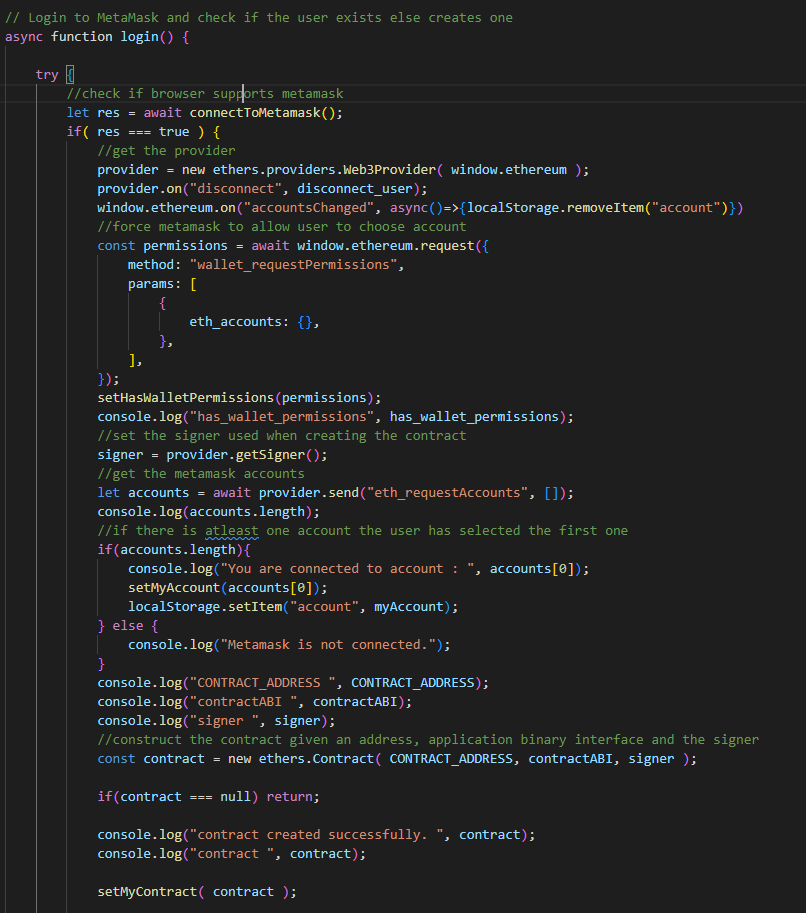 // Login to MetaMask and check if the user exists else creates one
async function login() {
try {
//check if browser supports metamask
let res = await connectToMetamask();
if( res === true ) {
//get the provider
provider = new ethers.providers.Web3Provider( window.ethereum );
provider.on("disconnect", disconnect_user);
window.ethereum.on("accountsChanged", async()=>{localStorage.removeItem("account")})
//force metamask to allow user to choose account
const permissions = await window.ethereum.request({
method: "wallet_requestPermissions",
params: [
{
eth_accounts: {},
},
],
});
setHasWalletPermissions(permissions);
console.log("has_wallet_permissions", has_wallet_permissions);
//set the signer used when creating the contract
signer = provider.getSigner();
//get the metamask accounts
let accounts = await provider.send("eth_requestAccounts", []);
console.log(accounts.length);
//if there is atleast one account the user has selected the first one
if(accounts.length){
console.log("You are connected to account : ", accounts[0]);
setMyAccount(accounts[0]);
localStorage.setItem("account", myAccount);
} else {
console.log("Metamask is not connected.");
}
console.log("CONTRACT_ADDRESS ", CONTRACT_ADDRESS);
console.log("contractABI ", contractABI);
console.log("signer ", signer);
//construct the contract given an address, application binary interface and the signer
const contract = new ethers.Contract( CONTRACT_ADDRESS, contractABI, signer );
if(contract === null) return;
console.log("contract created successfully. ", contract);
console.log("contract ", contract);
setMyContract( contract );